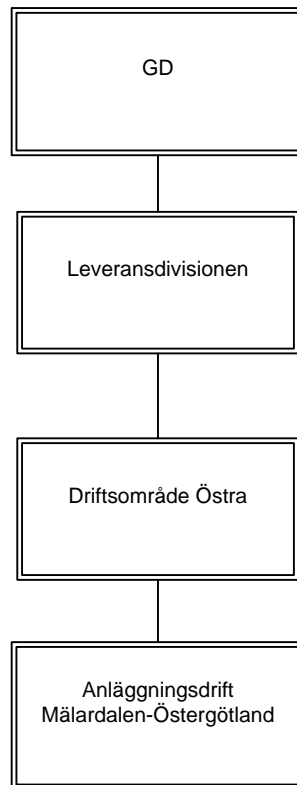 GD
Leveransdivisionen
Driftsområde Östra
Anläggningsdrift
Mälardalen-Östergötland